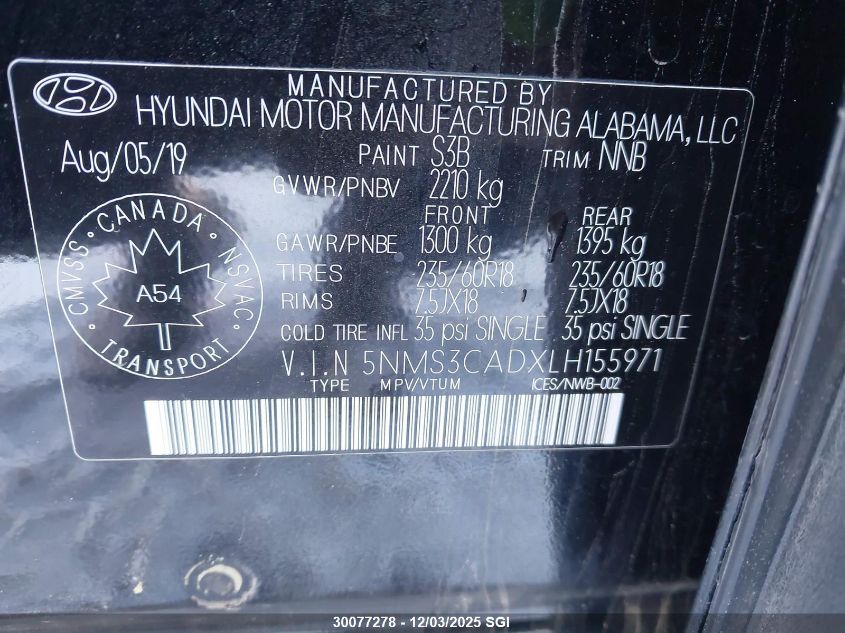 MANUFACTURED BY
HYUNDAI MOTOR MANUFACTURING ALABAMA, LLC
Aug/05/19 PAINT S3B TRIM NNB
GVWR/PNBV 2210 kg
FRONT REAR
GAWR/PNBE 1300 kg 1395 kg
TIRES 235/60R18 235/60R18
RIMS 7.5JX18 7.5JX18
COLD TIRE INFL 35 psi SINGLE 35 psi SINGLE
V.I.N 5NMS3CADXLH155971
TYPE MPV/VTUM ICES/NWB-002
CMVSS • CANADA • NSVAC • TRANSPORT •
A54
30077278 - 12/03/2025 SGI